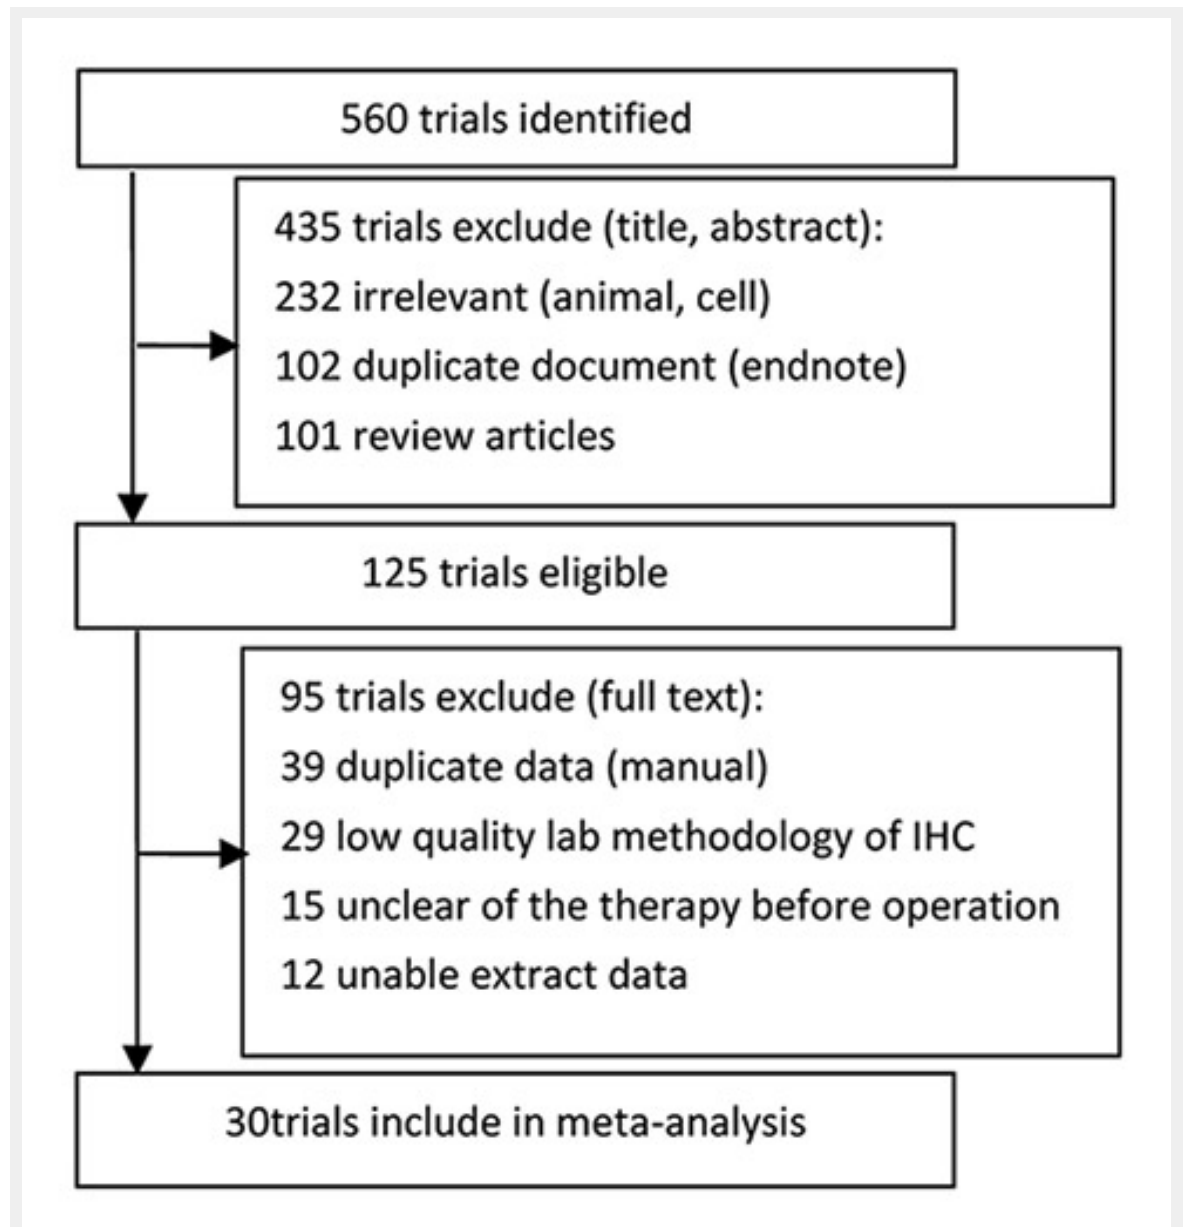 560 trials identified
435 trials exclude (title, abstract):
232 irrelevant (animal, cell)
102 duplicate document (endnote)
101 review articles
125 trials eligible
95 trials exclude (full text):
39 duplicate data (manual)
29 low quality lab methodology of IHC
15 unclear of the therapy before operation
12 unable extract data
30trials include in meta-analysis